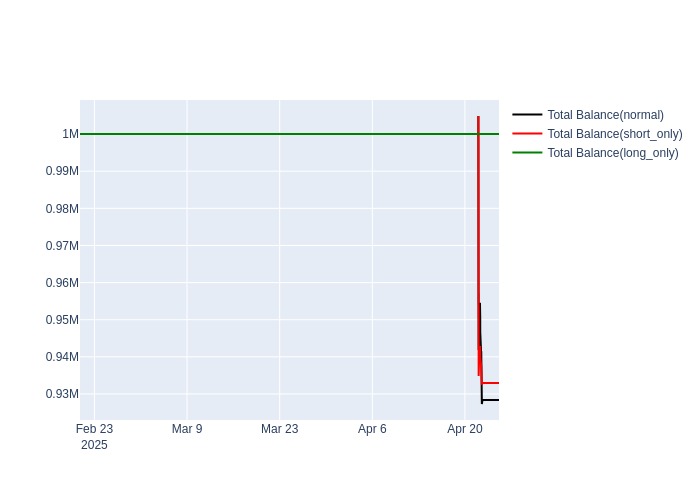 Total Balance(normal)
Total Balance(short_only)
Total Balance(long_only)
1M
0.99M
0.98M
0.97M
0.96M
0.95M
0.94M
0.93M
Feb 23 Mar 9 Mar 23 Apr 6 Apr 20
2025